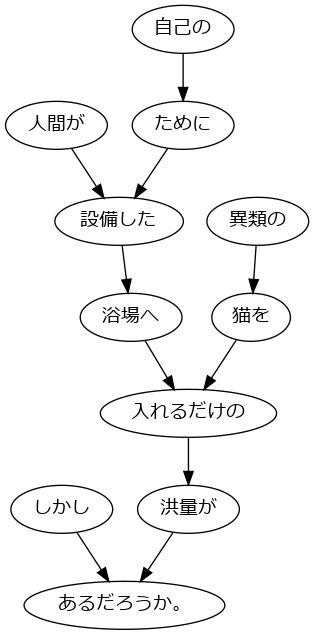 自己の
人間が
ために
設備した
異類の
浴場へ
猫を
入れるだけの
しかし
洪量が
あるだろうか。